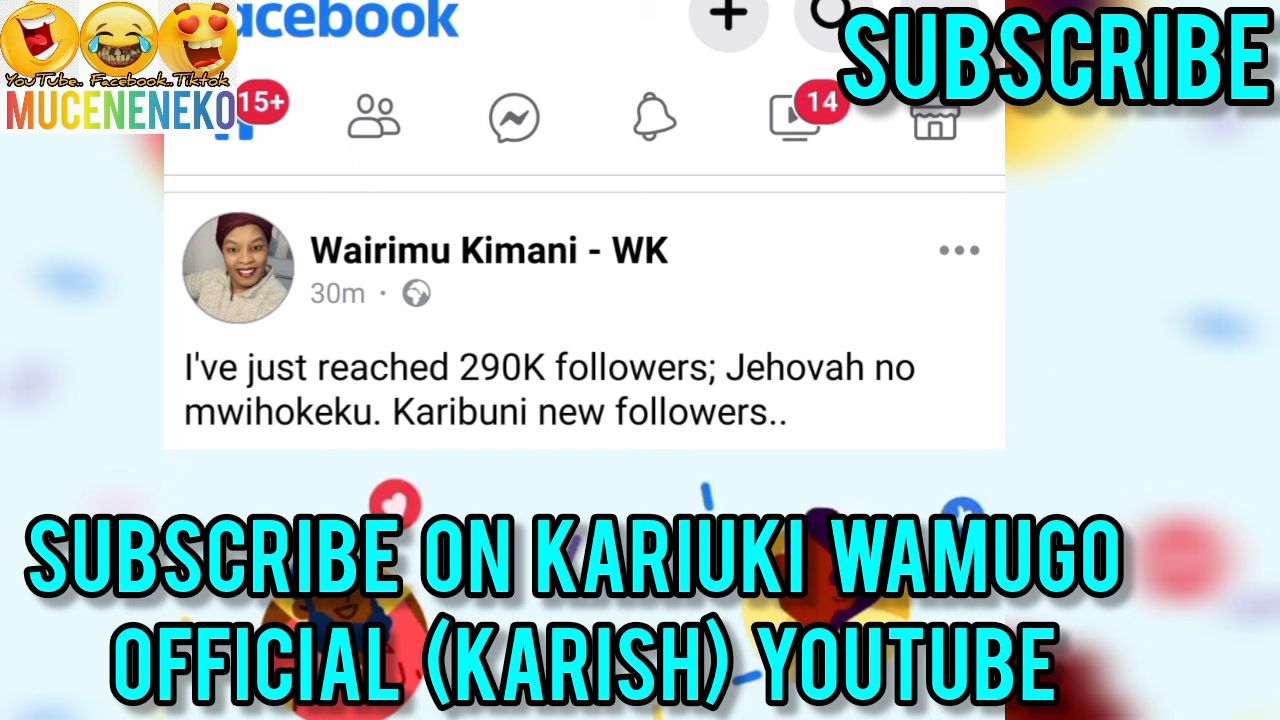 facebook
SUBSCRIBE
YouTube.. Facebook..Tiktok
MUCENENEKO
15+
14
Wairimu Kimani - WK
30m ·
I've just reached 290K followers; Jehovah no
mwihokeku. Karibuni new followers..
SUBSCRIBE ON KARIUKI WAMUGO
OFFICIAL (KARISH) YOUTUBE